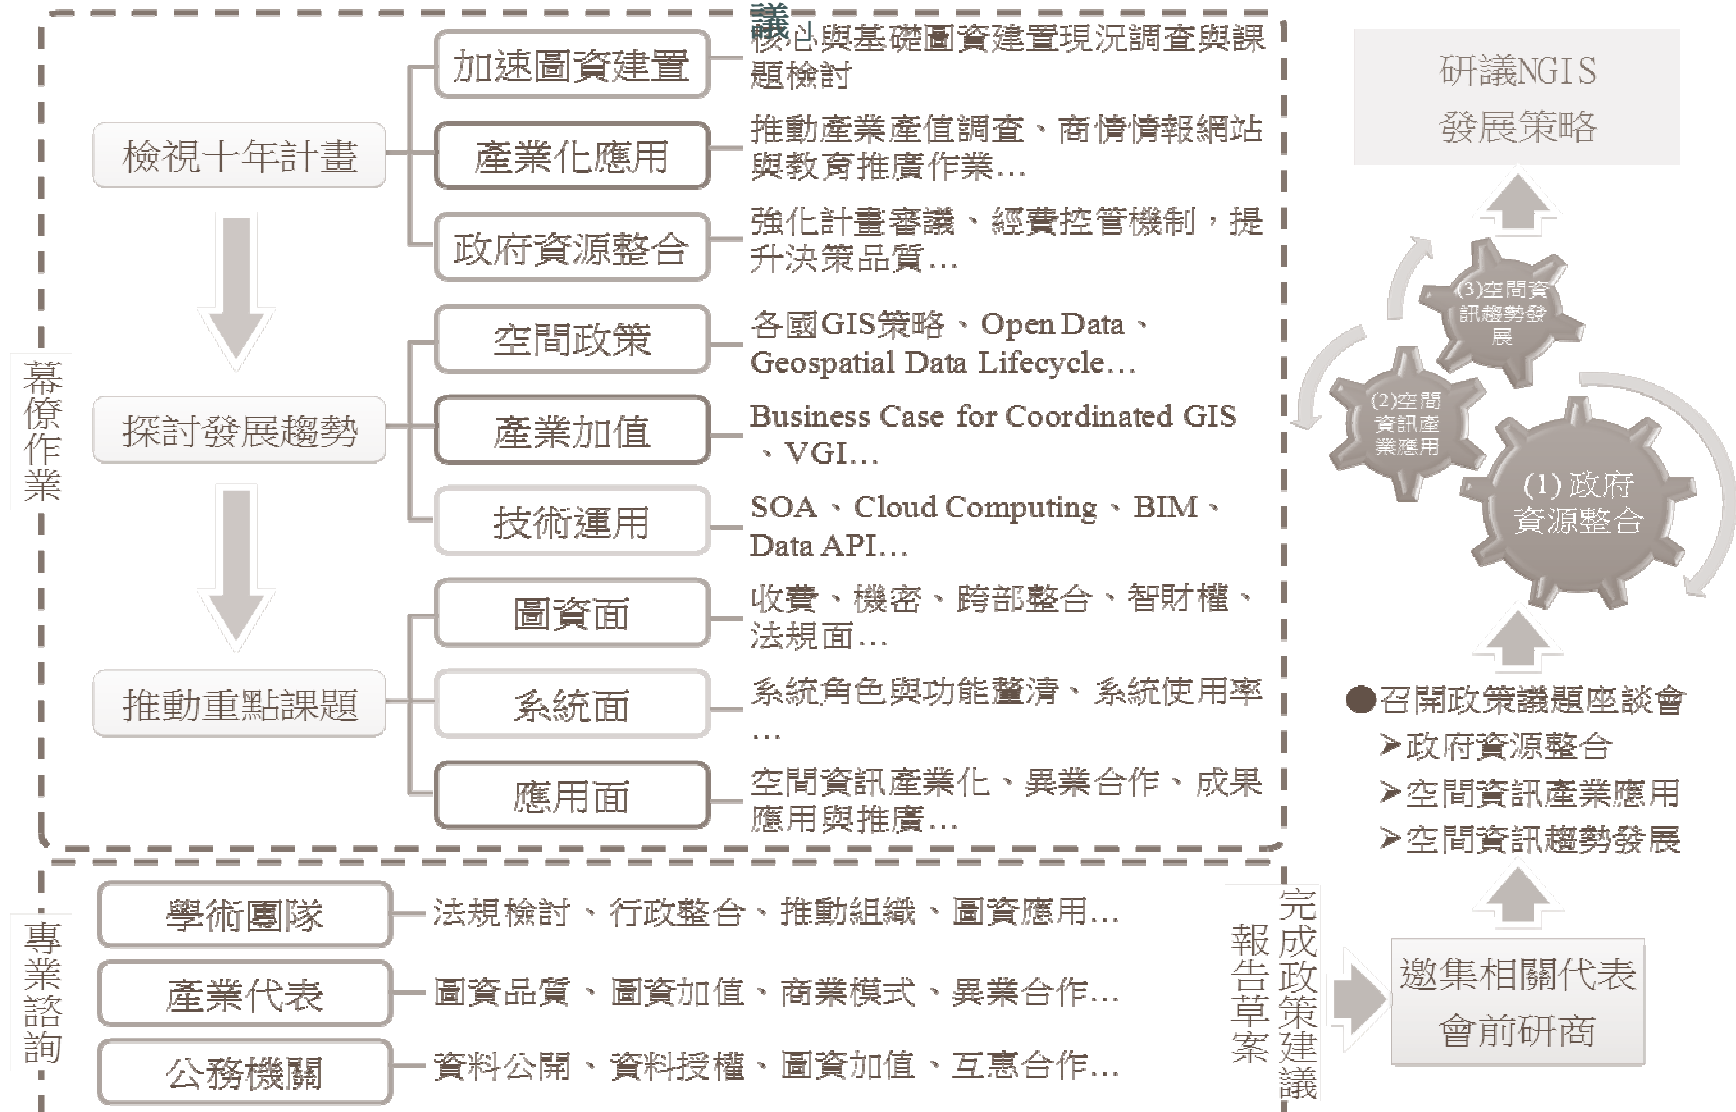 議」
幕僚作業
檢視十年計畫
加速圖資建置
核心與基礎圖資建置現況調查與課
題檢討
產業化應用
推動產業產值調查、商情情報網站
與教育推廣作業…
政府資源整合
強化計畫審議、經費控管機制，提
升決策品質…
探討發展趨勢
空間政策
各國GIS策略、Open Data、
Geospatial Data Lifecycle…
產業加值
Business Case for Coordinated GIS
、VGI…
技術運用
SOA、Cloud Computing、BIM、
Data API…
推動重點課題
圖資面
收費、機密、跨部整合、智財權、
法規面…
系統面
系統角色與功能釐清、系統使用率
…
應用面
空間資訊產業化、異業合作、成果
應用與推廣…
專業諮詢
學術團隊
法規檢討、行政整合、推動組織、圖資應用…
產業代表
圖資品質、圖資加值、商業模式、異業合作…
公務機關
資料公開、資料授權、圖資加值、互惠合作…
完成政策建議
報告草案
邀集相關代表
會前研商
●召開政策議題座談會
➢政府資源整合
➢空間資訊產業應用
➢空間資訊趨勢發展
(1) 政府
資源整合
(2)空間
資訊產
業應用
(3)空間資
訊趨勢發
展
研議NGIS
發展策略